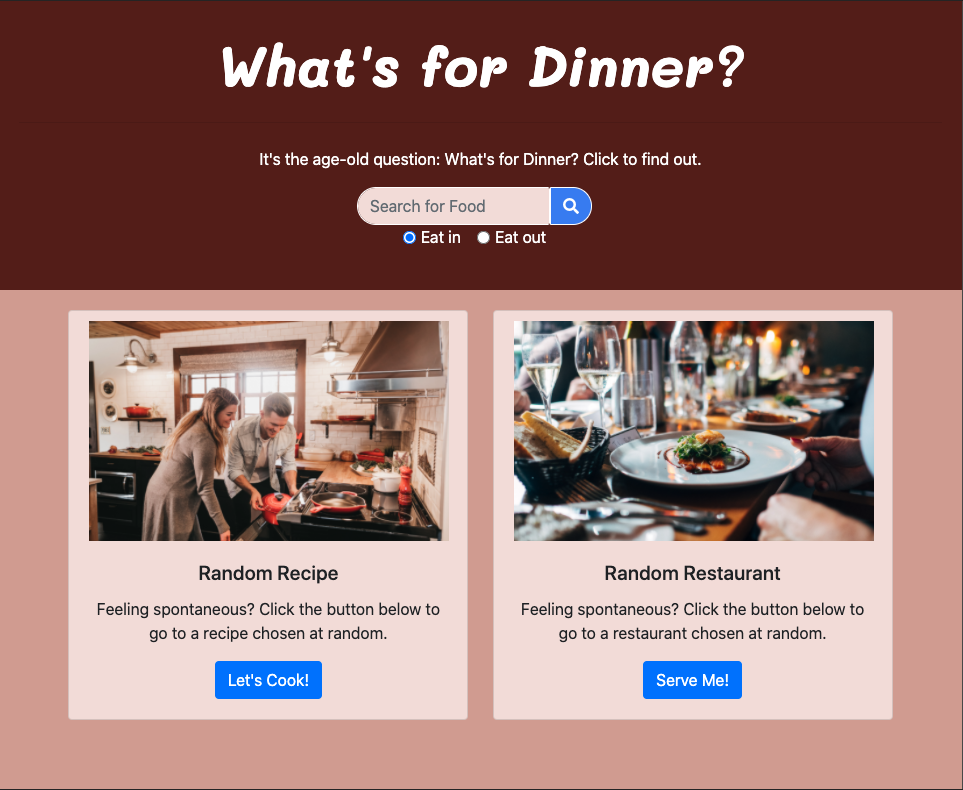 What's for Dinner?
It's the age-old question: What's for Dinner? Click to find out.
Search for Food
Eat in Eat out
Random Recipe
Feeling spontaneous? Click the button below to
go to a recipe chosen at random.
Let's Cook!
Random Restaurant
Feeling spontaneous? Click the button below to
go to a restaurant chosen at random.
Serve Me!